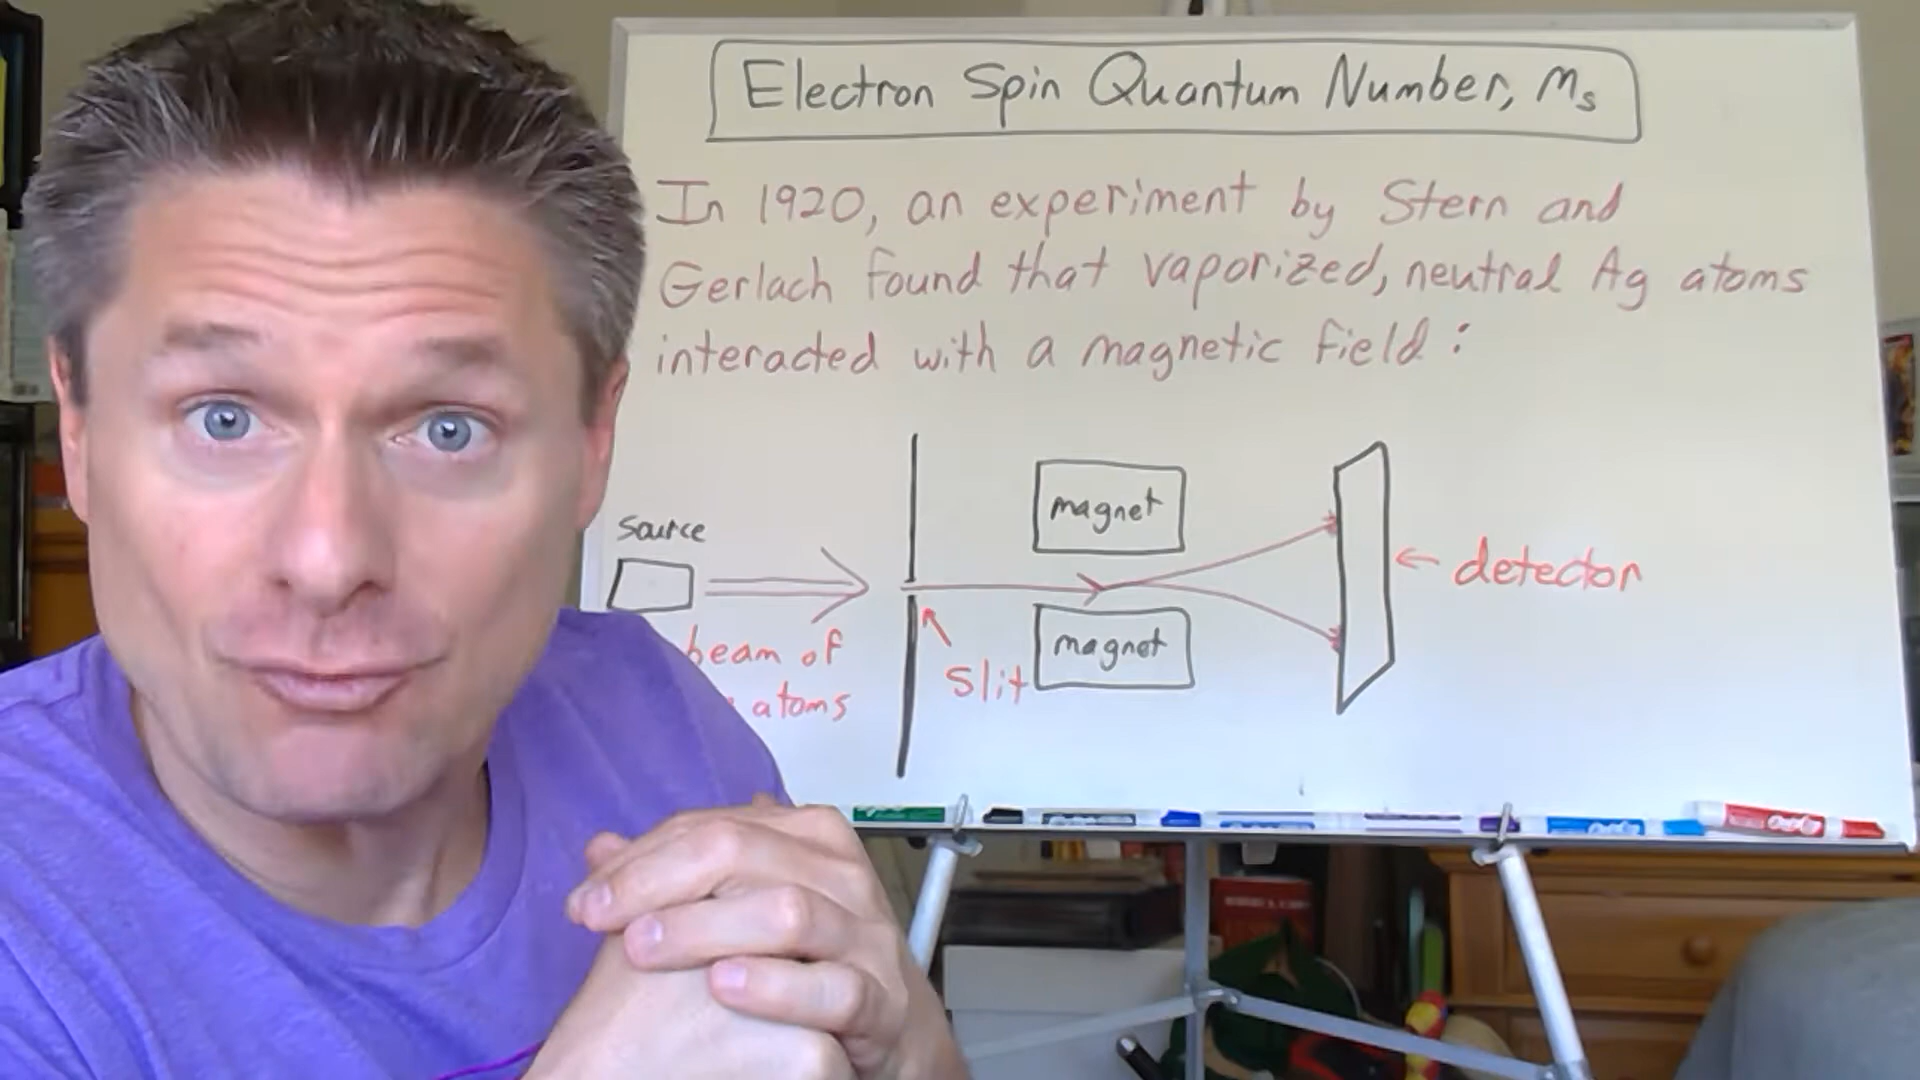 Electron Spin Quantum Number, ms
In 1920, an experiment by Stern and
Gerlach found that vaporized, neutral Ag atoms
interacted with a magnetic field:
source
magnet
detector
magnet
beam of
atoms
slit